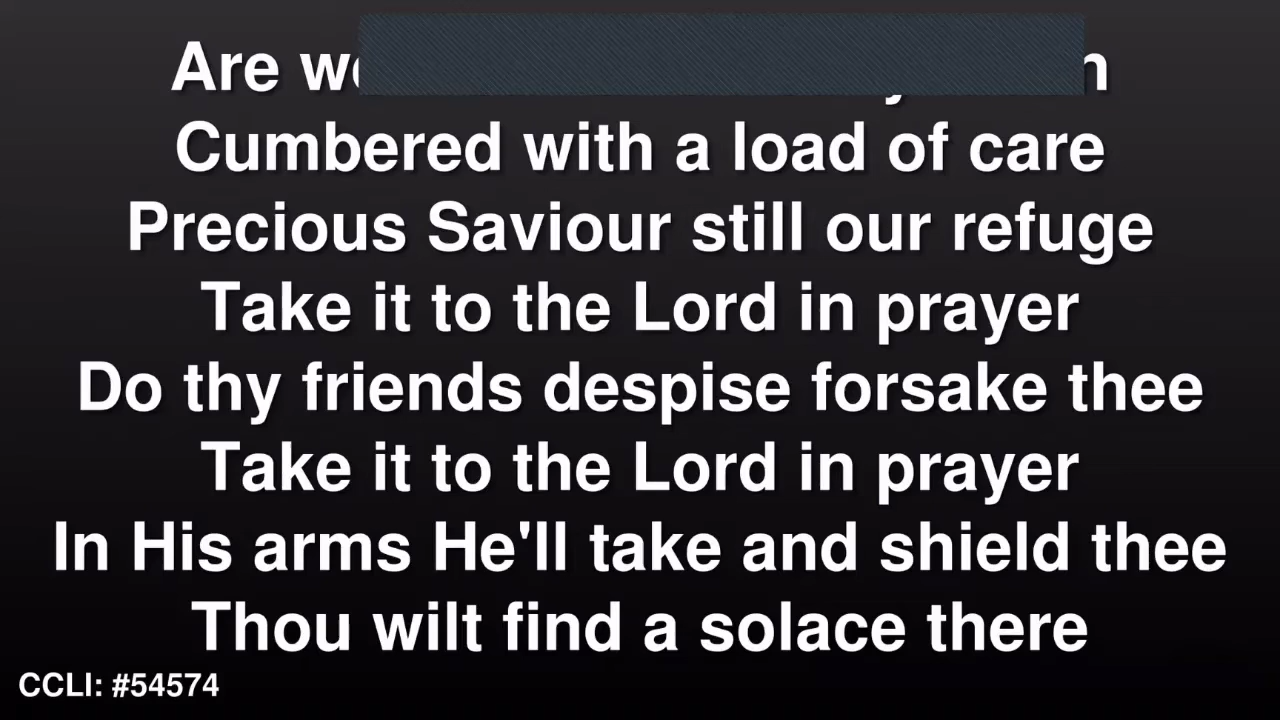 Are we
Cumbered with a load of care
Precious Saviour still our refuge
Take it to the Lord in prayer
Do thy friends despise forsake thee
Take it to the Lord in prayer
In His arms He'll take and shield thee
Thou wilt find a solace there
CCLI: #54574